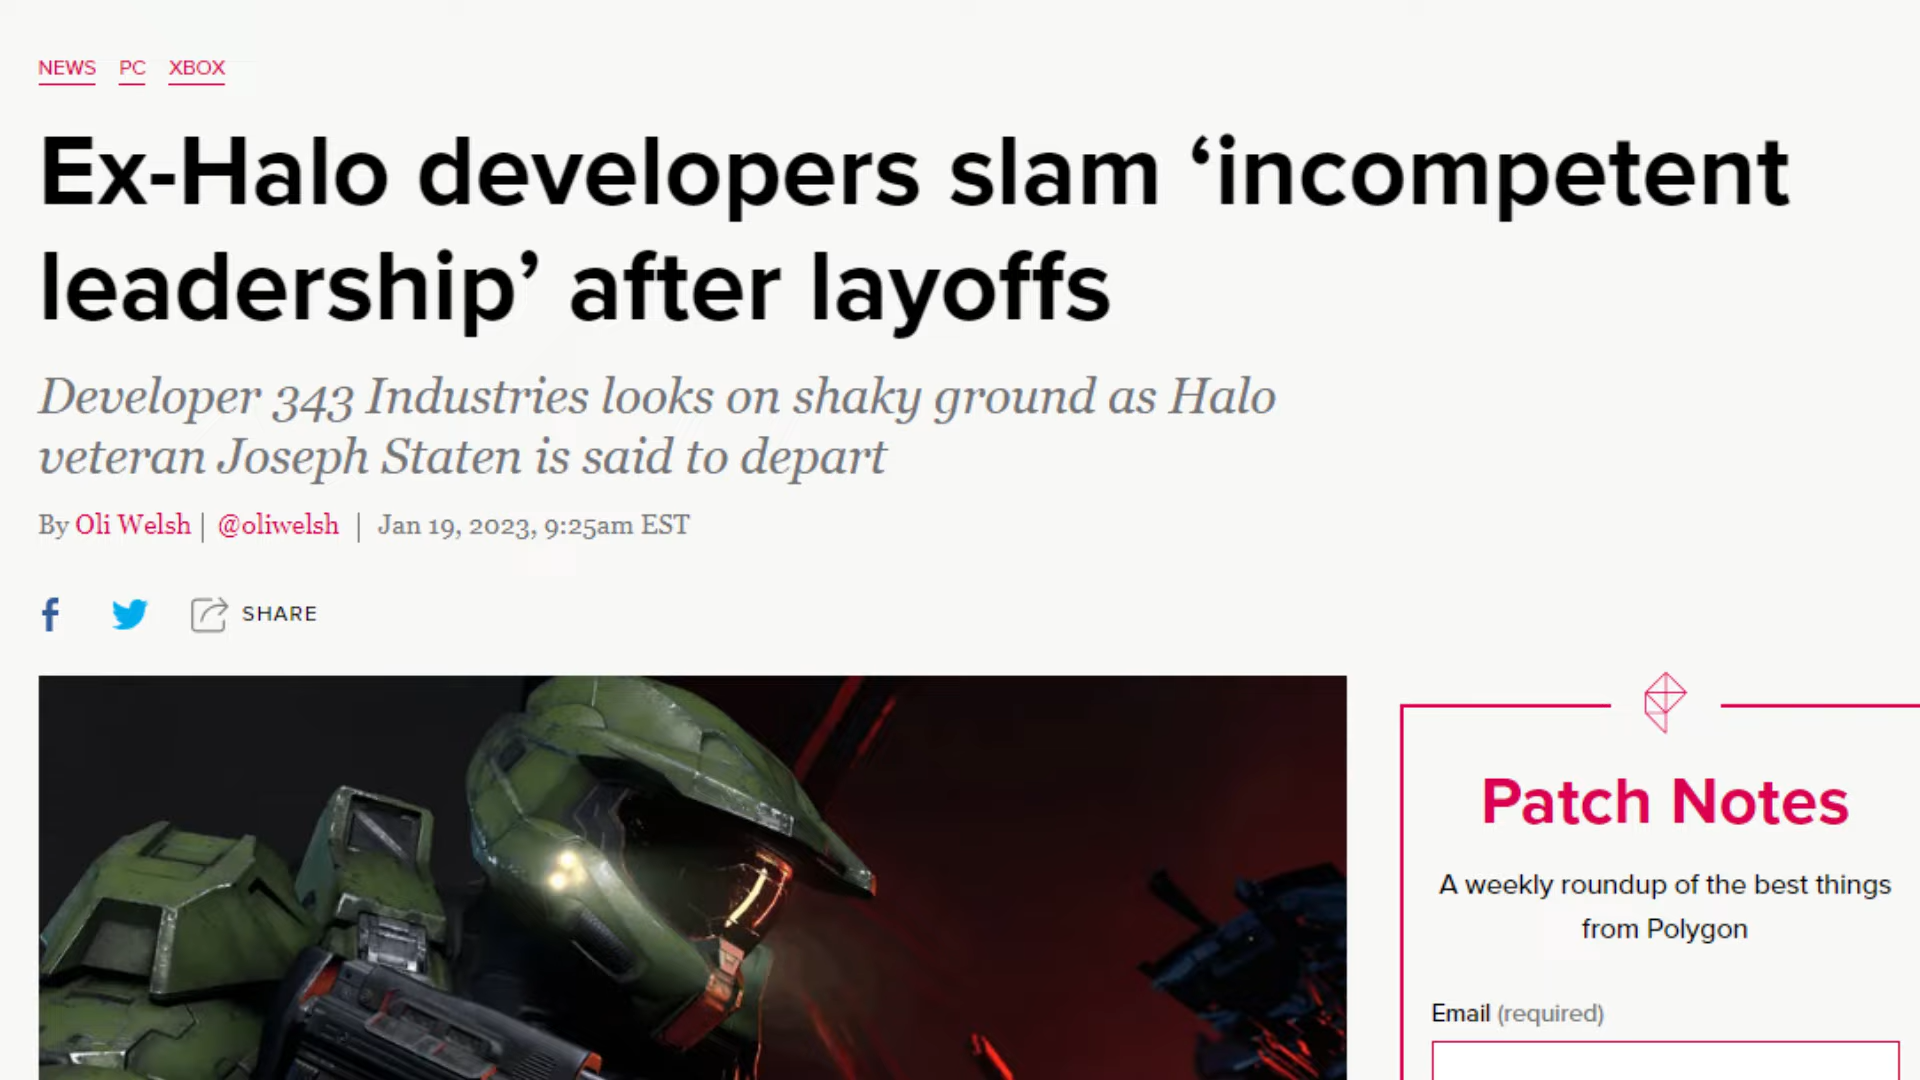 NEWS PC XBOX
Ex-Halo developers slam ‘incompetent
leadership’ after layoffs
Developer 343 Industries looks on shaky ground as Halo
veteran Joseph Staten is said to depart
By Oli Welsh | @oliwelsh | Jan 19, 2023, 9:25am EST
SHARE
Patch Notes
A weekly roundup of the best things
from Polygon
Email (required)